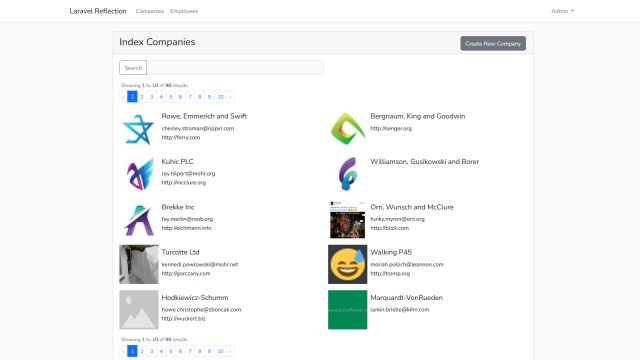 Laravel Reflection
Companies
Employees
Admin
Index Companies
Create New Company
Search
Showing 1 to 10 of 98 results
‹ 1 2 3 4 5 6 7 8 9 10 ›
Rowe, Emmerich and Swift
chesley.stroman@rippin.com
http://ferry.com
Bergnaum, King and Goodwin
http://senger.org
Kuhic PLC
ray.hilpert@mohr.org
http://mcclure.org
Williamson, Gusikowski and Borer
Brekke Inc
fay.merlin@roob.org
http://eichmann.info
Orn, Wunsch and McClure
funky.myron@orn.org
http://blick.com
Turcotte Ltd
kennedi.powlowski@mohr.net
http://gorczany.com
Walking P45
moriah.pollich@leannon.com
http://tromp.org
Hodkiewicz-Schumm
howe.christophe@zboncak.com
http://wuckert.biz
Marquardt-VonRueden
larkin.brielle@kihn.com
Showing 1 to 10 of 98 results
‹ 1 2 3 4 5 6 7 8 9 10 ›